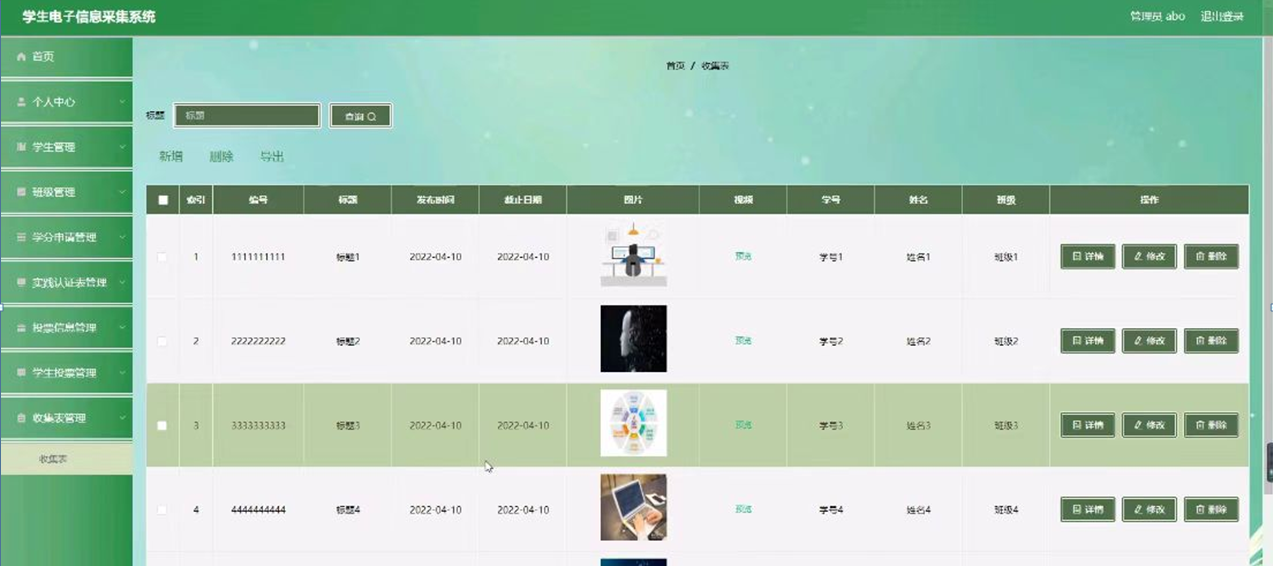 学生电子信息采集系统
管理员 abo 退出登录
首页
个人中心
学生管理
班级管理
学分申请管理
实践认证表管理
投票信息管理
学生投票管理
收集表管理
收集表
首页 / 收集表
标题 标题 查询
新增 删除 导出
索引 编号 标题 发布时间 截止日期 图片 视频 学号 姓名 班级 操作
1 1111111111 标题1 2022-04-10 2022-04-10 预览 学号1 姓名1 班级1 详情 修改 删除
2 2222222222 标题2 2022-04-10 2022-04-10 预览 学号2 姓名2 班级2 详情 修改 删除
3 3333333333 标题3 2022-04-10 2022-04-10 预览 学号3 姓名3 班级3 详情 修改 删除
4 4444444444 标题4 2022-04-10 2022-04-10 预览 学号4 姓名4 班级4 详情 修改 删除